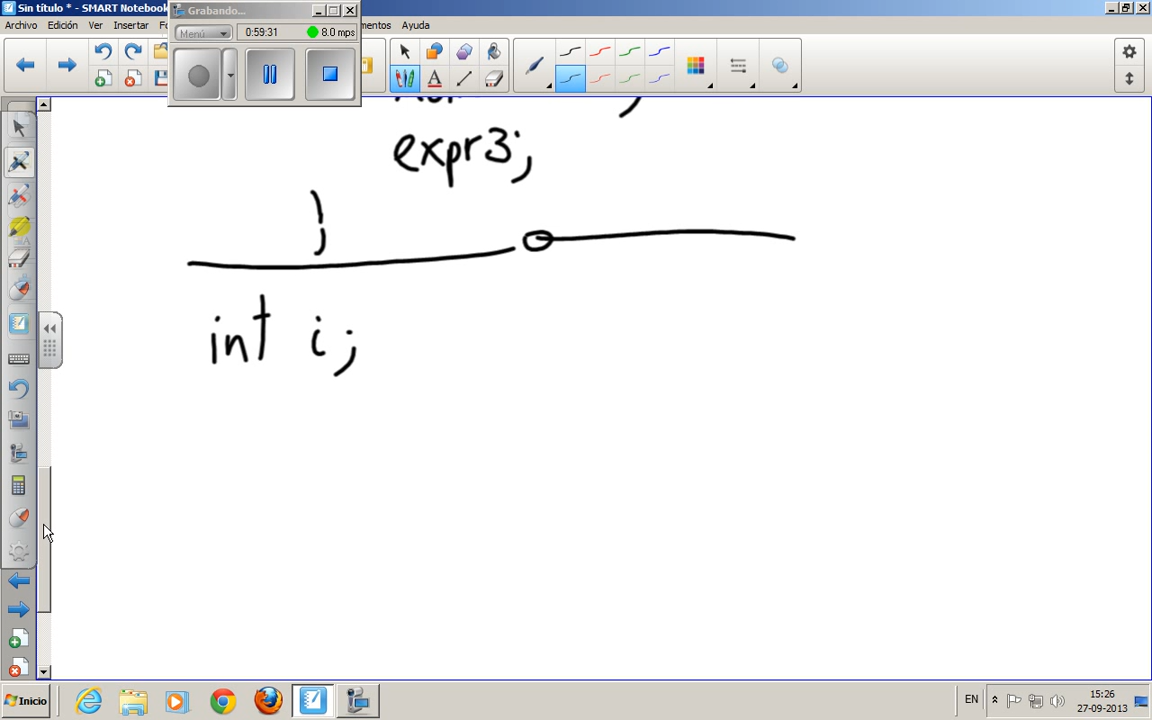 Sin título * - SMART Notebook
Grabando...
Archivo Edición Ver Insertar Ayuda
Menú 0:59:31 8.0 mps
expr3;
}
int i;
Inicio
EN
15:26
27-09-2013